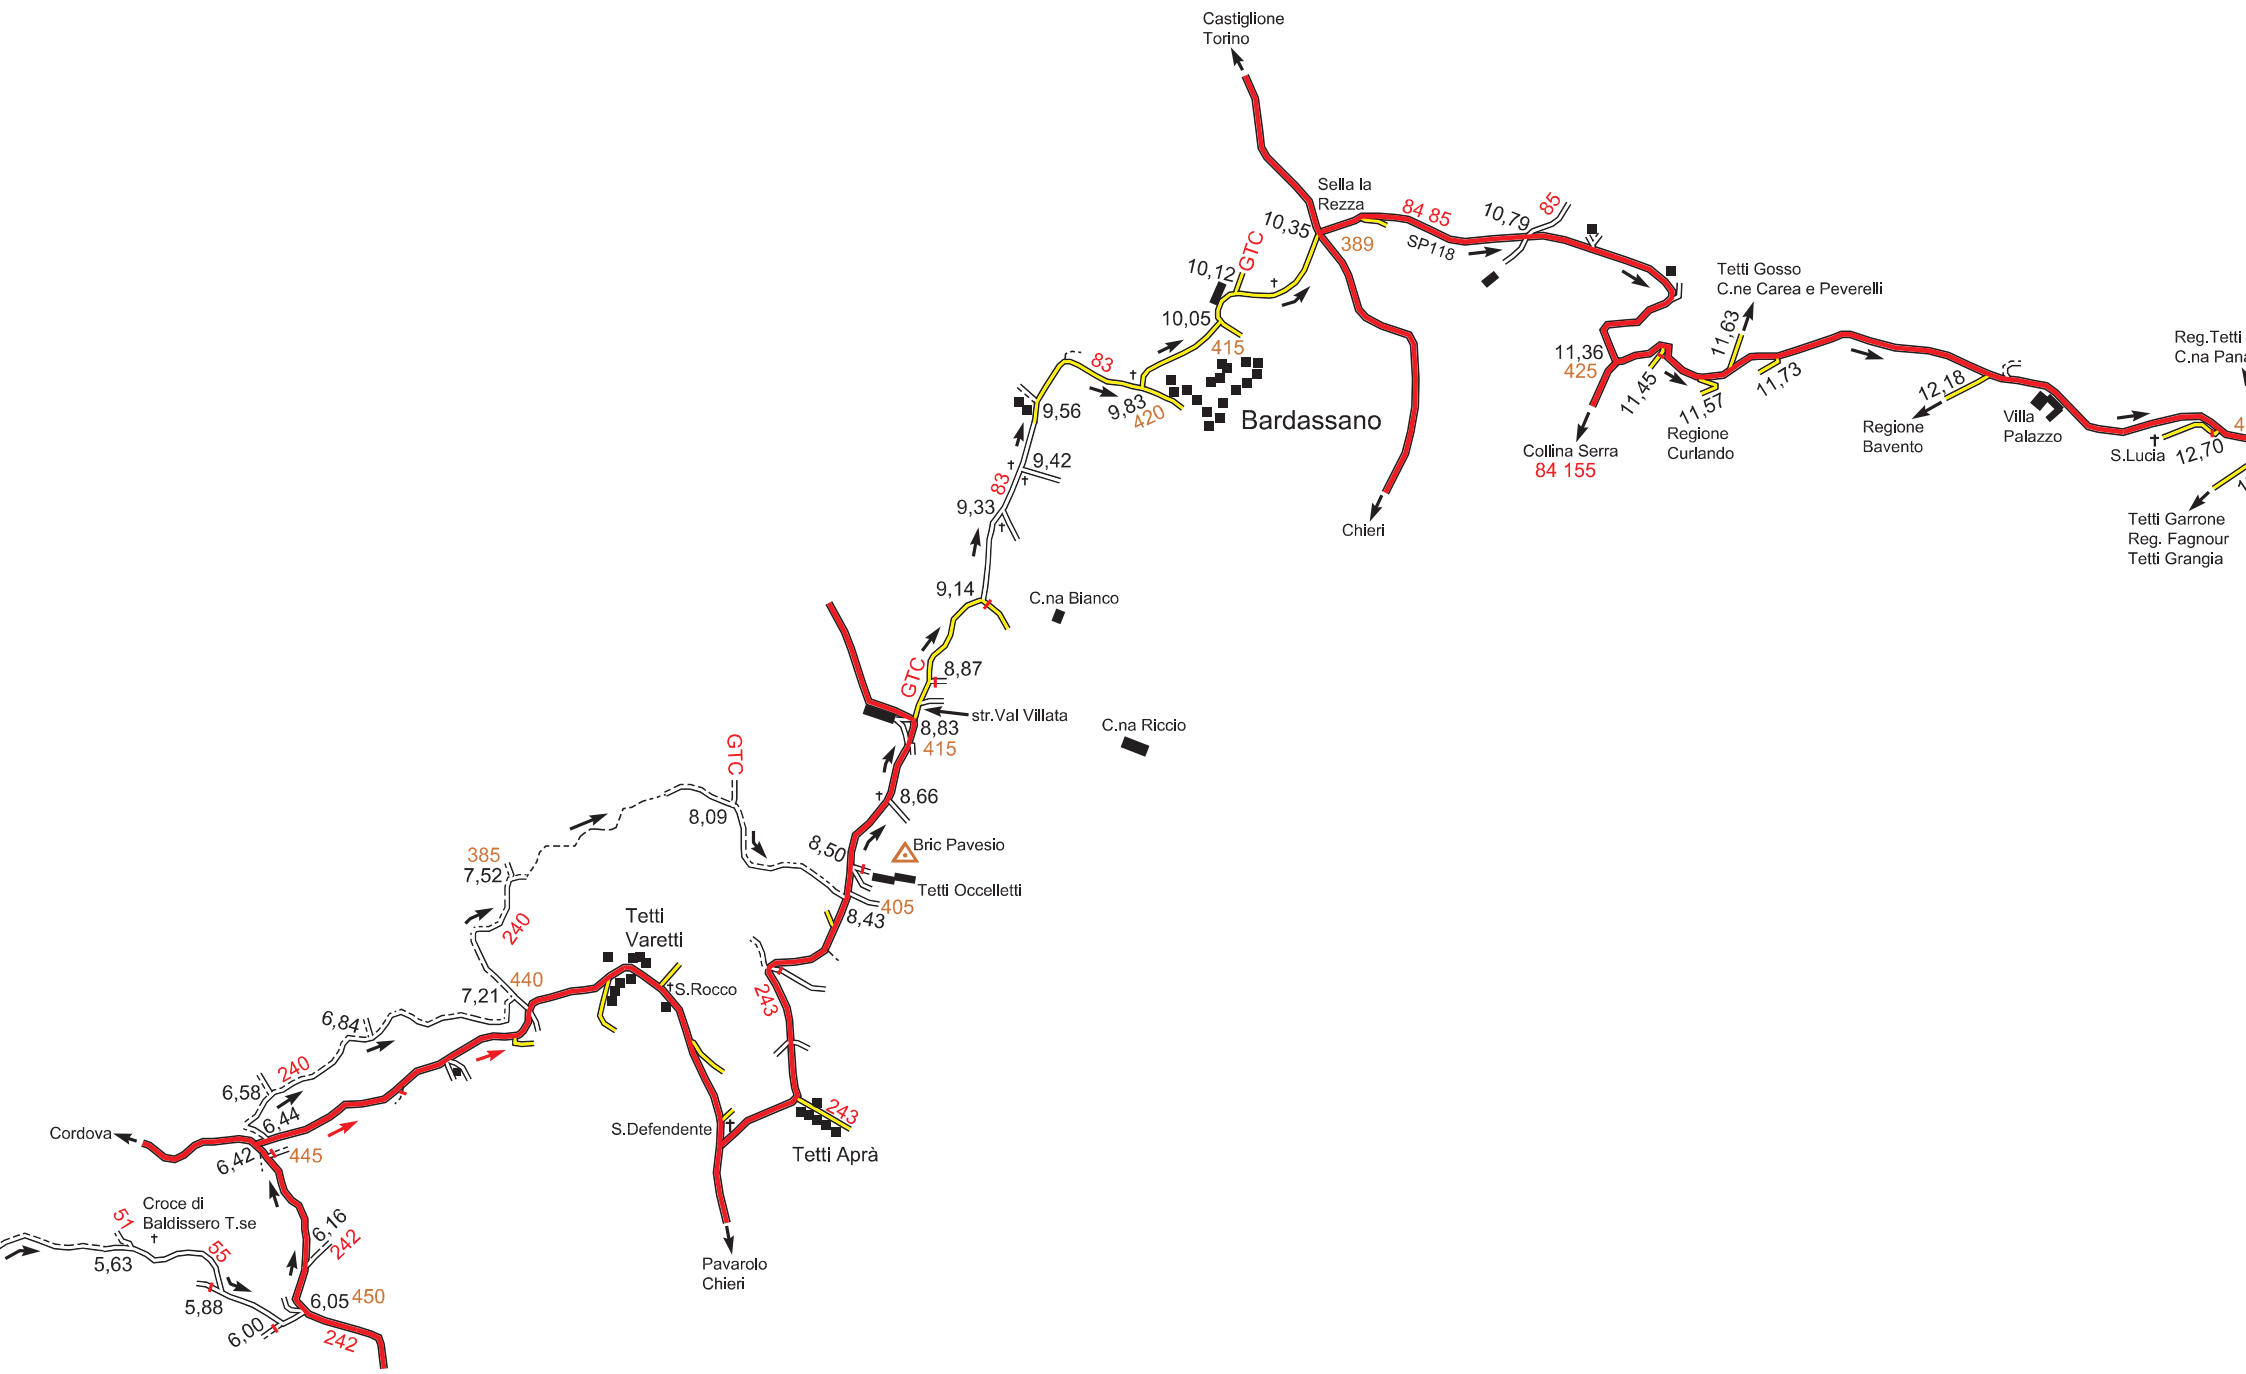 Castiglione
Torino
Sella la
Rezza
10,35
389
84 85
SP118
10,79
85
GTC
10,12
10,05
415
83
9,83
420
Bardassano
9,56
9,42
83
9,33
9,14
Chieri
11,36
425
Collina Serra
84 155
11,45
11,57
Regione
Curlando
11,63
Tetti Gosso
C.ne Carea e Peverelli
11,73
12,18
Regione
Bavento
Villa
Palazzo
S.Lucia
12,70
Reg.Tetti
Tetti Garrone
Reg. Fagnour
Tetti Grangia
C.na Bianco
GTC
8,87
str.Val Villata
8,83
415
C.na Riccio
8,66
GTC
8,09
8,50
Bric Pavesio
Tetti Occelletti
405
8,43
385
7,52
240
Tetti
Varetti
S.Rocco
440
7,21
243
6,84
240
6,58
6,44
Cordova
6,42
445
S.Defendente
243
Tetti Aprà
Croce di
Baldissero T.se
51
55
5,63
5,88
6,00
6,16
242
6,05
450
242
Pavarolo
Chieri